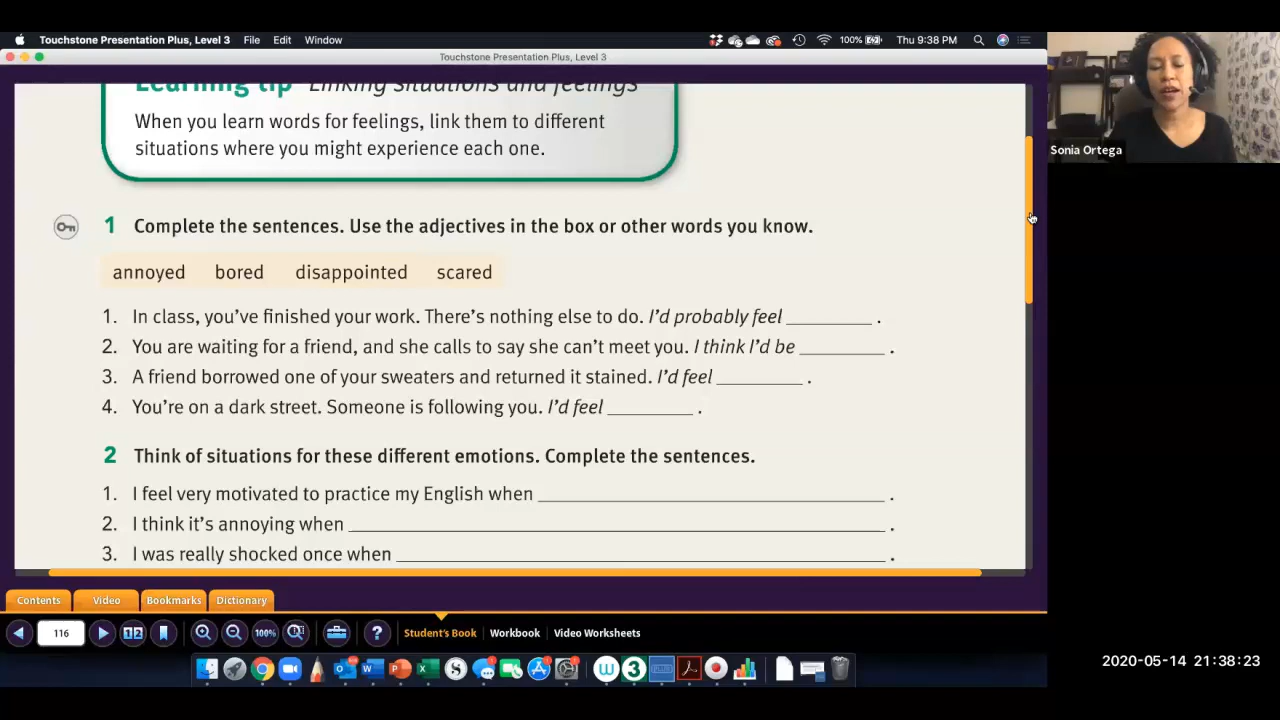 Touchstone Presentation Plus, Level 3 File Edit Window 100% Thu 9:38 PM
Touchstone Presentation Plus, Level 3
Learning tip Linking situations and feelings
When you learn words for feelings, link them to different
situations where you might experience each one.
Sonia Ortega
1 Complete the sentences. Use the adjectives in the box or other words you know.
annoyed bored disappointed scared
1. In class, you've finished your work. There's nothing else to do. I'd probably feel ________ .
2. You are waiting for a friend, and she calls to say she can't meet you. I think I'd be ________ .
3. A friend borrowed one of your sweaters and returned it stained. I'd feel ________ .
4. You're on a dark street. Someone is following you. I'd feel ________ .
2 Think of situations for these different emotions. Complete the sentences.
1. I feel very motivated to practice my English when ________ .
2. I think it's annoying when ________ .
3. I was really shocked once when ________ .
Contents Video Bookmarks Dictionary
116 1 2 100% ? Student's Book Workbook Video Worksheets
2020-05-14 21:38:23